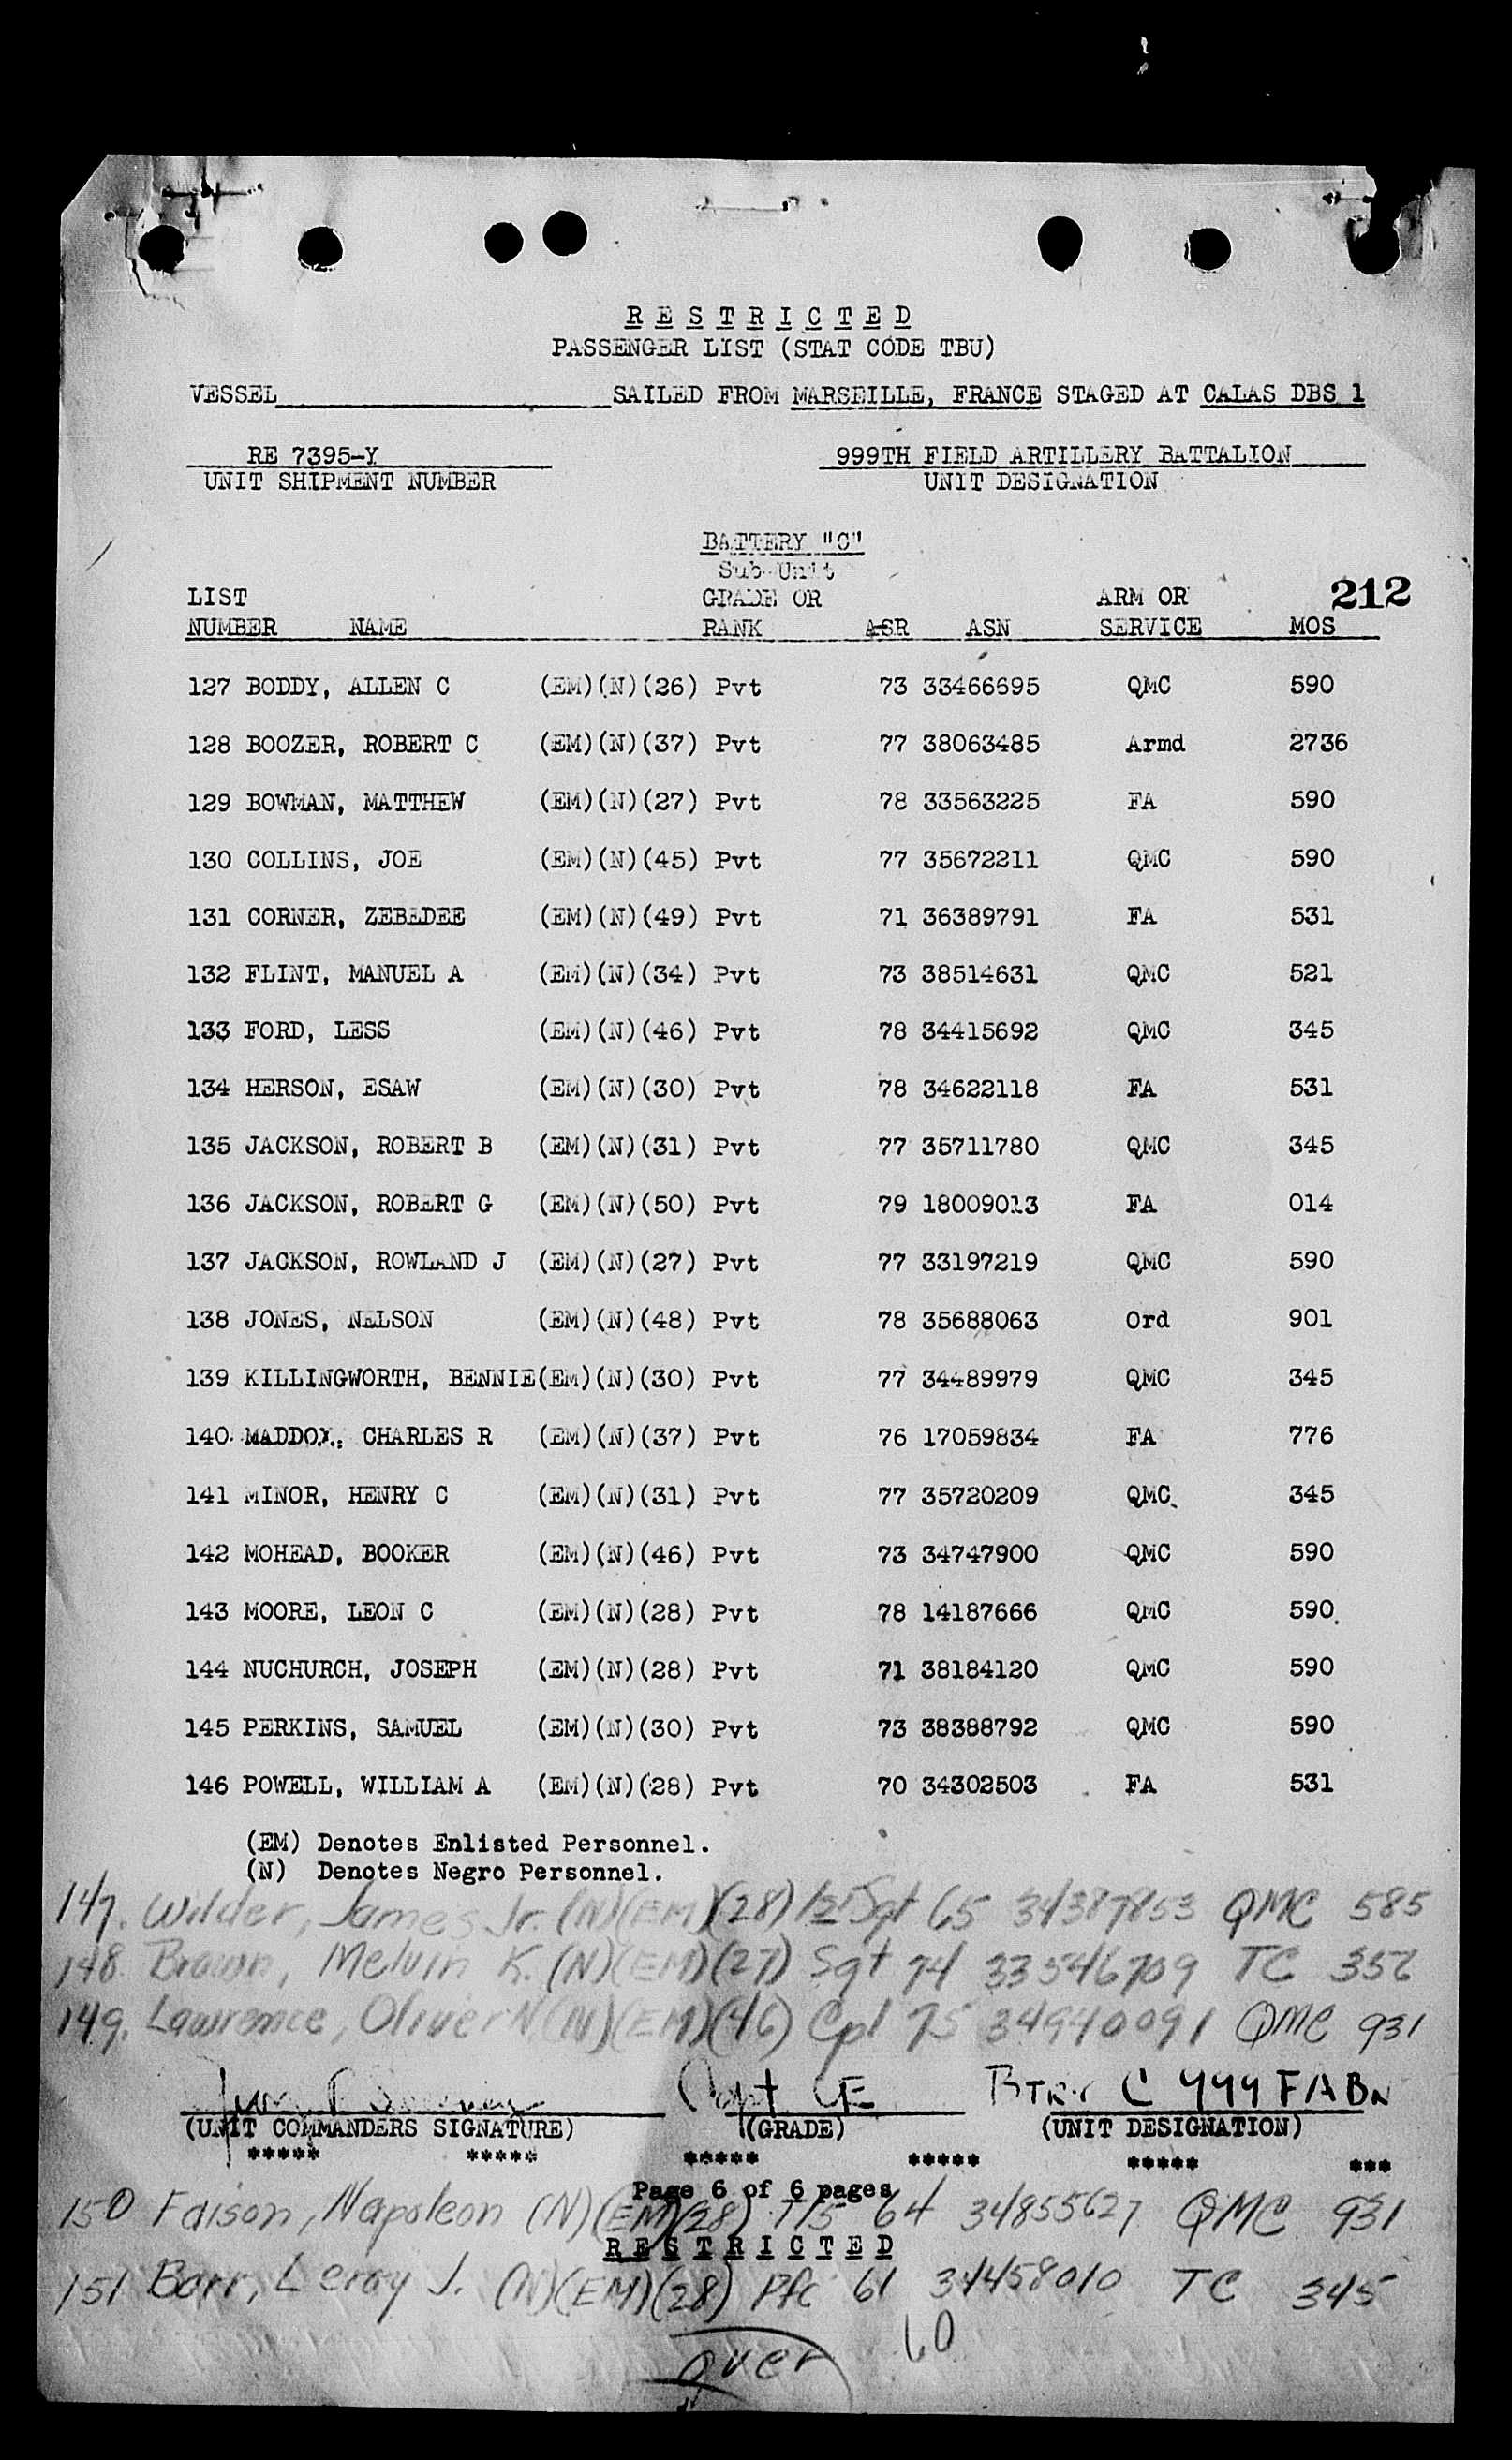 RESTRICTED
PASSENGER LIST (STAT CODE TBU)
VESSEL SAILED FROM MARSEILLE, FRANCE STAGED AT CALAS DBS 1
RE 7395-Y 999TH FIELD ARTILLERY BATTALION
UNIT SHIPMENT NUMBER UNIT DESIGNATION
BATTERY "C"
Sub-Unit
LIST GRADE OR ARM OR 212
NUMBER NAME RANK ASR ASN SERVICE MOS
127 BODDY, ALLEN C (EM)(N)(26) Pvt 73 33466695 QMC 590
128 BOOZER, ROBERT C (EM)(N)(37) Pvt 77 38063485 Armd 2736
129 BOWMAN, MATTHEW (EM)(N)(27) Pvt 78 33563225 FA 590
130 COLLINS, JOE (EM)(N)(45) Pvt 77 35672211 QMC 590
131 CORNER, ZEBEDEE (EM)(N)(49) Pvt 71 36389791 FA 531
132 FLINT, MANUEL A (EM)(N)(34) Pvt 73 38514631 QMC 521
133 FORD, LESS (EM)(N)(46) Pvt 78 34415692 QMC 345
134 HERSON, ESAW (EM)(N)(30) Pvt 78 34622118 FA 531
135 JACKSON, ROBERT B (EM)(N)(31) Pvt 77 35711780 QMC 345
136 JACKSON, ROBERT G (EM)(N)(50) Pvt 79 18009013 FA 014
137 JACKSON, ROWLAND J (EM)(N)(27) Pvt 77 33197219 QMC 590
138 JONES, NELSON (EM)(N)(48) Pvt 78 35688063 Ord 901
139 KILLINGWORTH, BENNIE(EM)(N)(30) Pvt 77 34489979 QMC 345
140 MADDOX, CHARLES R (EM)(N)(37) Pvt 76 17059834 FA 776
141 MINOR, HENRY C (EM)(N)(31) Pvt 77 35720209 QMC 345
142 MOHEAD, BOOKER (EM)(N)(46) Pvt 73 34747900 QMC 590
143 MOORE, LEON C (EM)(N)(28) Pvt 78 14187666 QMC 590
144 NUCHURCH, JOSEPH (EM)(N)(28) Pvt 71 38184120 QMC 590
145 PERKINS, SAMUEL (EM)(N)(30) Pvt 73 38388792 QMC 590
146 POWELL, WILLIAM A (EM)(N)(28) Pvt 70 34302503 FA 531
(EM) Denotes Enlisted Personnel.
(N) Denotes Negro Personnel.
147. Wilder, James Jr. (N)(EM)(28) 1st Sgt 65 34387853 QMC 585
148. Brown, Melvin K. (N)(EM)(27) Sgt 74 33546709 TC 356
149. Lawrence, Oliver N (N)(EM)(46) Cpl 75 34940091 QMC 931
Capt CE Btry C 999 FA Bn
(UNIT COMMANDERS SIGNATURE) (GRADE) (UNIT DESIGNATION)
***** ***** ***** ***** ***** ***
Page 6 of 6 pages
150 Faison, Napoleon (N)(EM)(28) T/5 64 34855627 QMC 931
RESTRICTED
151 Barr, Leroy J. (N)(EM)(28) Pfc 61 34458010 TC 345
60
over